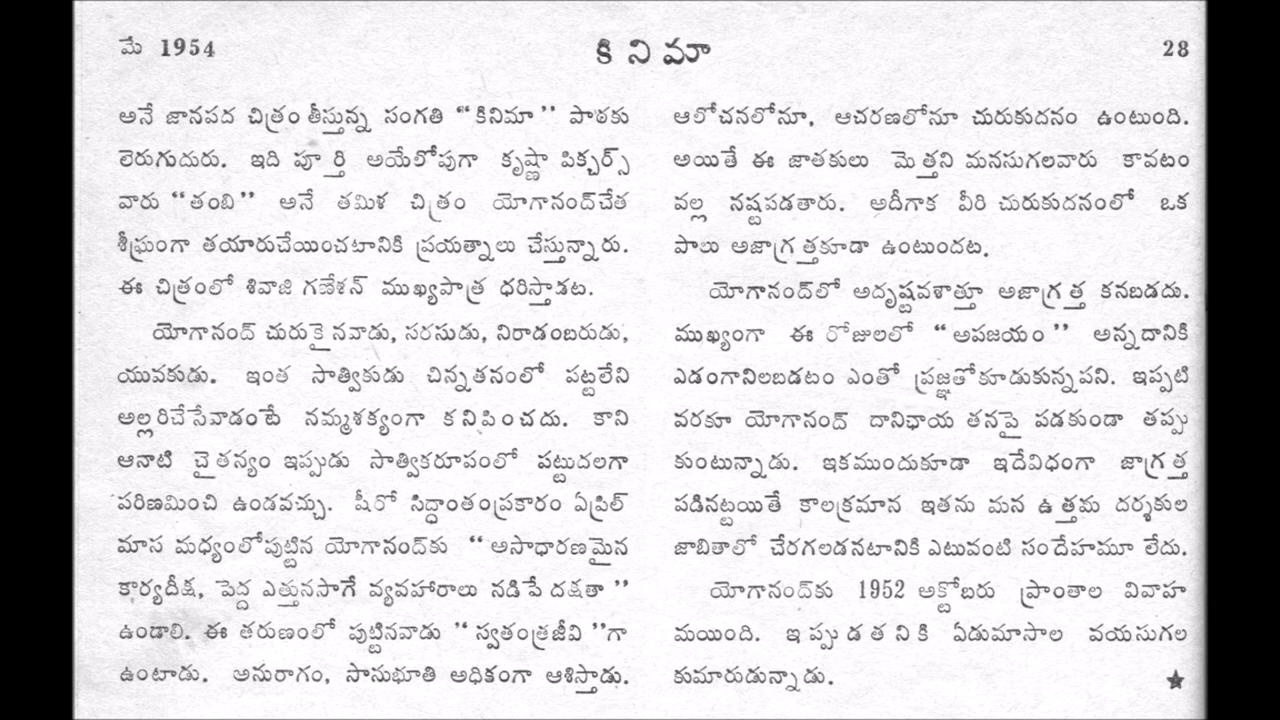 మే 1954
కినిమా
28
అనే జానపద చిత్రం తీస్తున్న సంగతి “కినిమా” పాఠకు
లెరుగుదురు. ఇది పూర్తి అయేలోపుగా కృష్ణా పిక్చర్స్
వారు “తంబి” అనే తమిళ చిత్రం యోగానంద్‌చేత
శీఘ్రంగా తయారుచేయించటానికి ప్రయత్నాలు చేస్తున్నారు.
ఈ చిత్రంలో శివాజి గణేశన్ ముఖ్యపాత్ర ధరిస్తాడట.
యోగానంద్ చురుకైనవాడు, సరసుడు, నిరాడంబరుడు,
యువకుడు. ఇంత సాత్వికుడు చిన్నతనంలో పట్టలేని
అల్లరిచేసేవాడంటే నమ్మశక్యంగా కనిపించదు. కాని
ఆనాటి చైతన్యం ఇప్పుడు సాత్వికరూపంలో పట్టుదలగా
పరిణమించి ఉండవచ్చు. షీరో సిద్ధాంతంప్రకారం ఏప్రిల్
మాస మధ్యంలోపుట్టిన యోగానంద్‌కు “అసాధారణమైన
కార్యదీక్ష, పెద్ద ఎత్తునసాగే వ్యవహారాలు నడిపే దక్షతా”
ఉండాలి. ఈ తరుణంలో పుట్టినవాడు “స్వతంత్రజీవి”గా
ఉంటాడు. అనురాగం, సానుభూతి అధికంగా ఆశిస్తాడు.
ఆలోచనలోనూ, ఆచరణలోనూ చురుకుదనం ఉంటుంది.
అయితే ఈ జాతకులు మెత్తని మనసుగలవారు కావటం
వల్ల నష్టపడతారు. అదీగాక వీరి చురుకుదనంలో ఒక
పాలు అజాగ్రత్తకూడా ఉంటుందట.
యోగానంద్‌లో అదృష్టవశాత్తూ అజాగ్రత్త కనబడదు.
ముఖ్యంగా ఈ రోజులలో “అపజయం” అన్నదానికి
ఎడంగానిలబడటం ఎంతో ప్రజ్ఞతోకూడుకున్నపని. ఇప్పటి
వరకూ యోగానంద్ దానిఛాయ తనపై పడకుండా తప్పు
కుంటున్నాడు. ఇకముందుకూడా ఇదేవిధంగా జాగ్రత్త
పడినట్టయితే కాలక్రమాన ఇతను మన ఉత్తమ దర్శకుల
జాబితాలో చేరగలడనటానికి ఎటువంటి సందేహమూ లేదు.
యోగానంద్‌కు 1952 అక్టోబరు ప్రాంతాల వివాహ
మయింది. ఇప్పుడతనికి ఏడుమాసాల వయసుగల
కుమారుడున్నాడు.